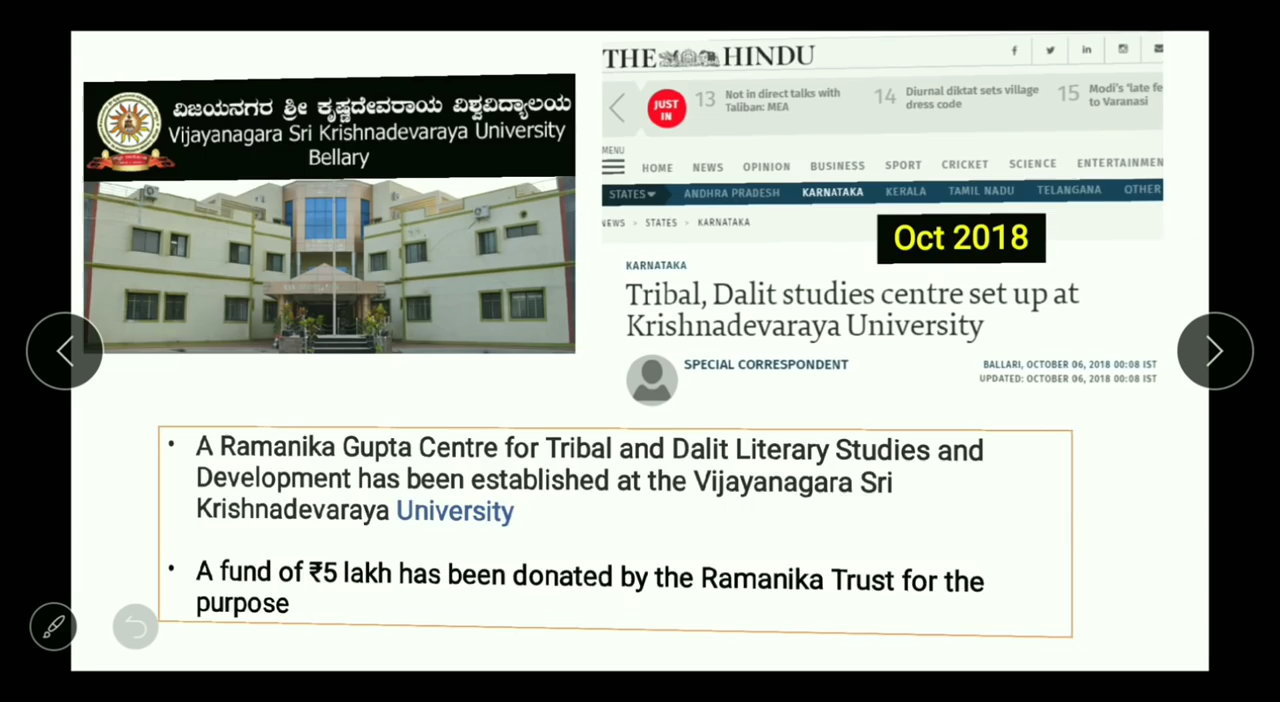 ವಿಜಯನಗರ ಶ್ರೀ ಕೃಷ್ಣದೇವರಾಯ ವಿಶ್ವವಿದ್ಯಾಲಯ
Vijayanagara Sri Krishnadevaraya University
Bellary
THE HINDU
JUST
IN
13 Not in direct talks with
Taliban: MEA
14 Diurnal diktat sets village
dress code
15 Modi's 'late fe
to Varanasi
MENU
HOME NEWS OPINION BUSINESS SPORT CRICKET SCIENCE ENTERTAINMEN
STATES ANDHRA PRADESH KARNATAKA KERALA TAMIL NADU TELANGANA OTHER
NEWS > STATES > KARNATAKA
Oct 2018
KARNATAKA
Tribal, Dalit studies centre set up at
Krishnadevaraya University
SPECIAL CORRESPONDENT
BALLARI, OCTOBER 06, 2018 00:08 IST
UPDATED: OCTOBER 06, 2018 00:08 IST
• A Ramanika Gupta Centre for Tribal and Dalit Literary Studies and
Development has been established at the Vijayanagara Sri
Krishnadevaraya University
• A fund of ₹5 lakh has been donated by the Ramanika Trust for the
purpose